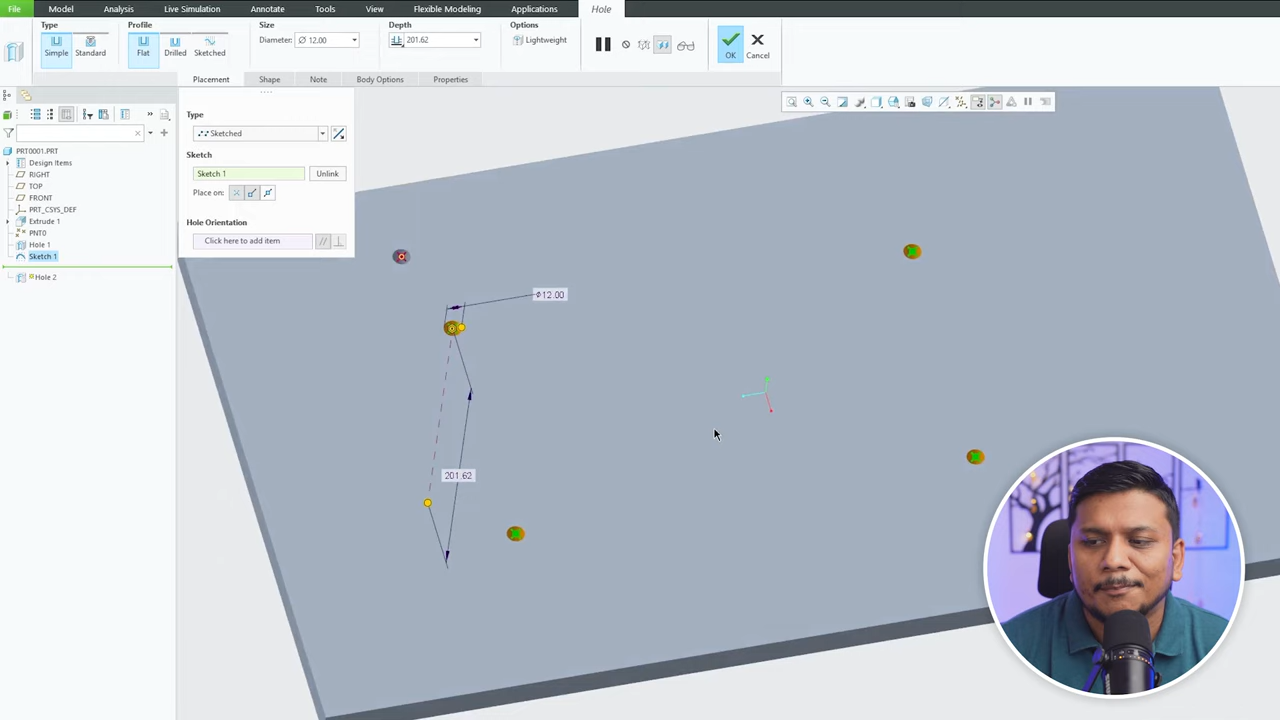 File Model Analysis Live Simulation Annotate Tools View Flexible Modeling Applications Hole
Type Profile Size Depth Options
Diameter: Ø 12.00 201.62 Lightweight
Simple Standard Flat Drilled Sketched OK Cancel
Placement Shape Note Body Options Properties
Type
Sketched
Sketch
Sketch 1 Unlink
Place on:
Hole Orientation
Click here to add item
PRT0001.PRT
Design Items
RIGHT
TOP
FRONT
PRT_CSYS_DEF
Extrude 1
PNT0
Hole 1
Sketch 1
Hole 2
Ø12.00
201.62